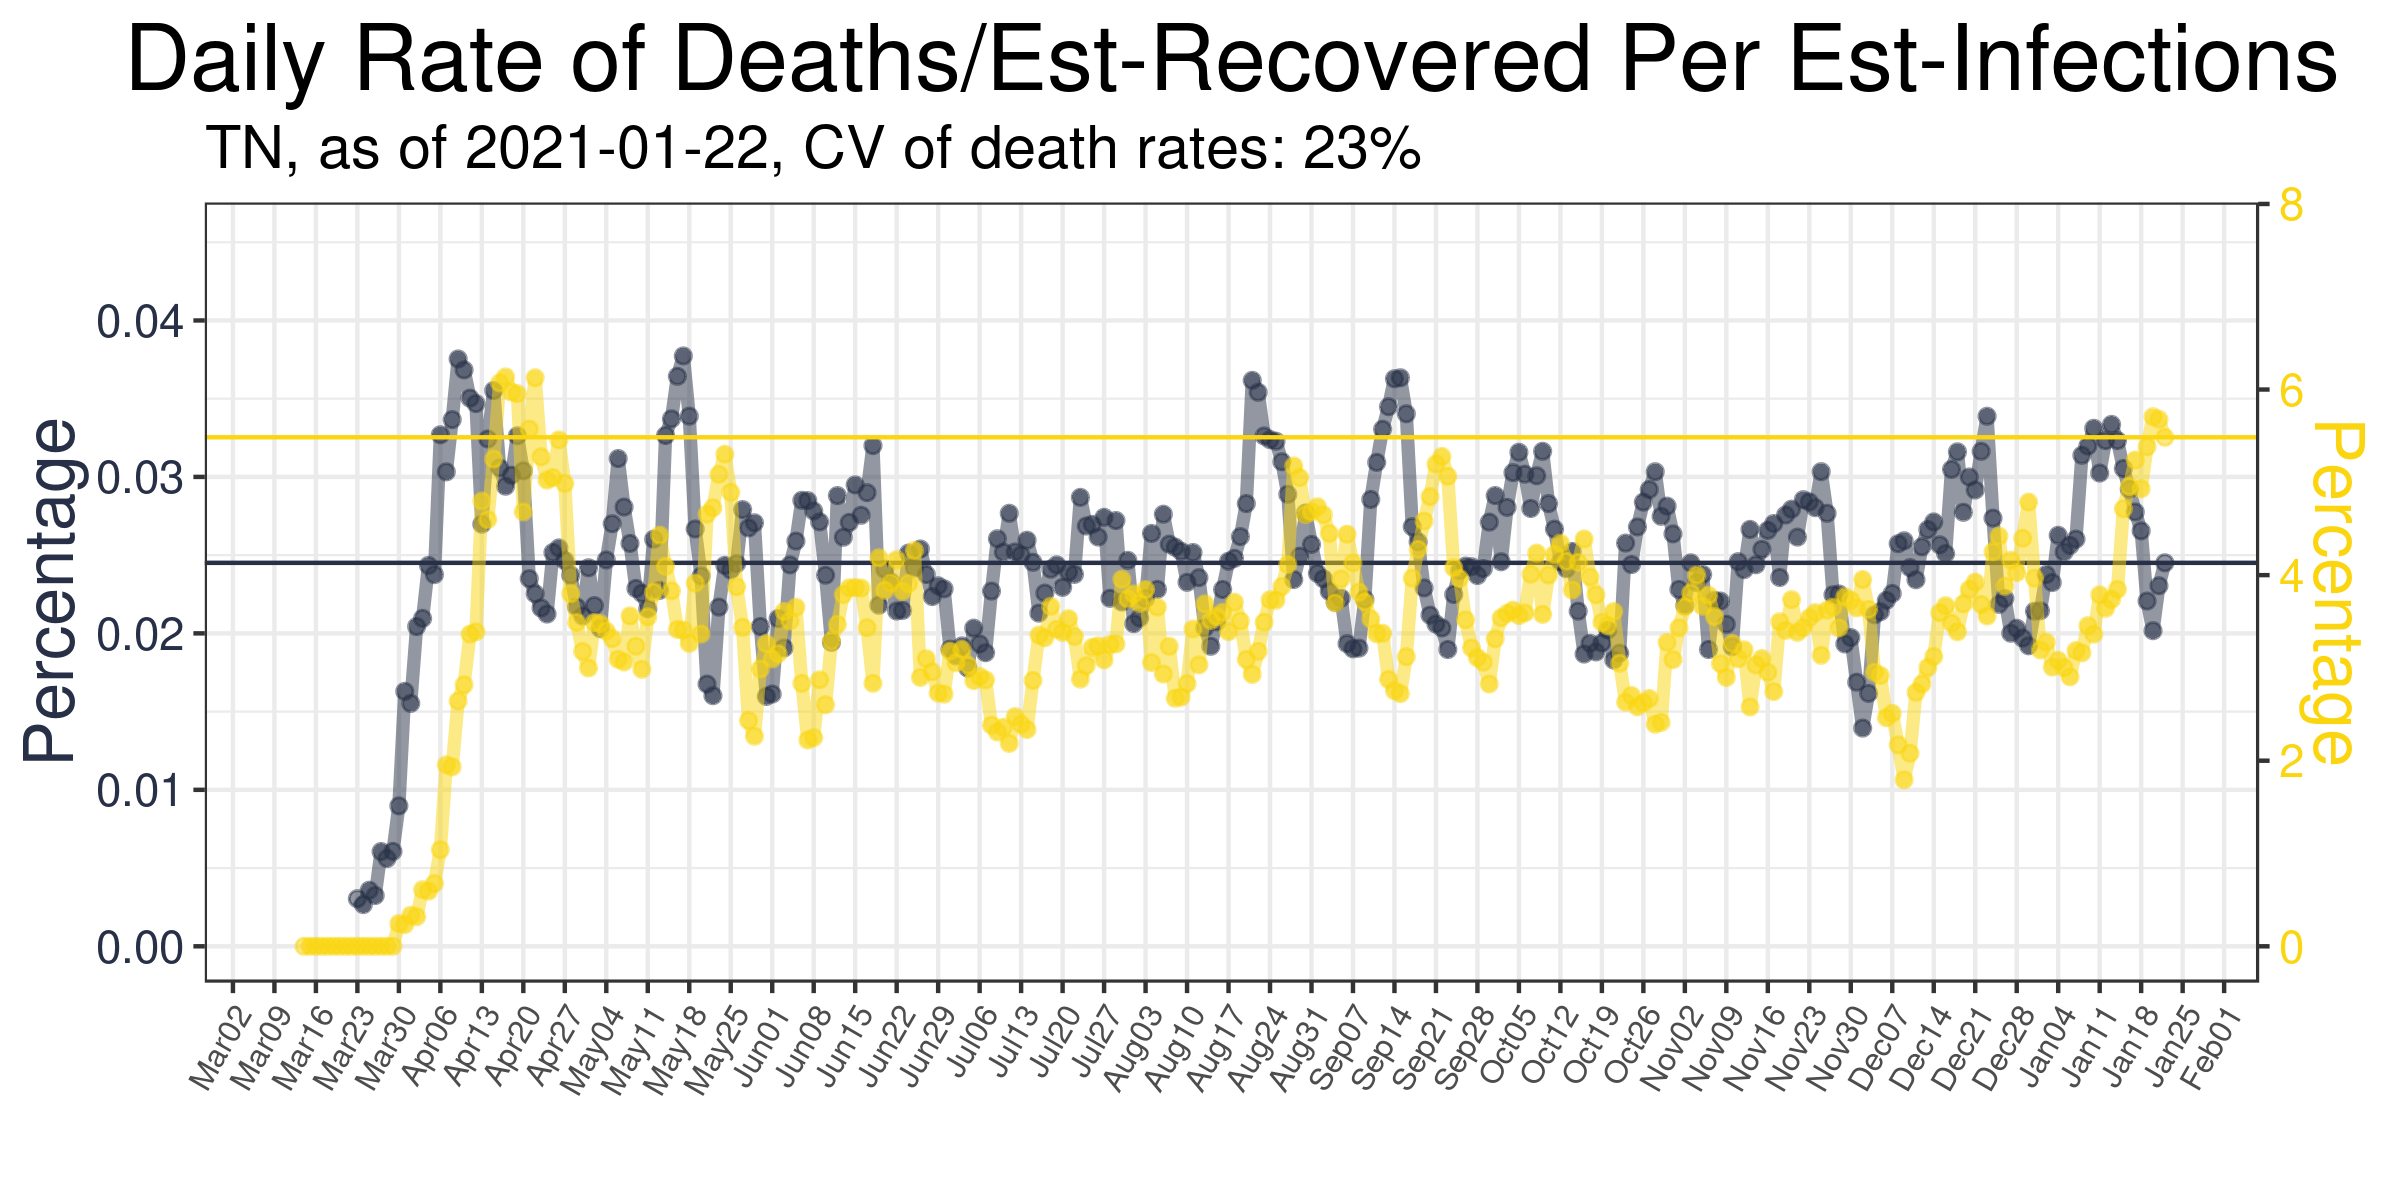 Daily Rate of Deaths/Est-Recovered Per Est-Infections
TN, as of 2021-01-22, CV of death rates: 23%
Percentage
0.04
0.03
0.02
0.01
0.00
8
6
4
2
0
Percentage
Mar02
Mar09
Mar16
Mar23
Mar30
Apr06
Apr13
Apr20
Apr27
May04
May11
May18
May25
Jun01
Jun08
Jun15
Jun22
Jun29
Jul06
Jul13
Jul20
Jul27
Aug03
Aug10
Aug17
Aug24
Aug31
Sep07
Sep14
Sep21
Sep28
Oct05
Oct12
Oct19
Oct26
Nov02
Nov09
Nov16
Nov23
Nov30
Dec07
Dec14
Dec21
Dec28
Jan04
Jan11
Jan18
Jan25
Feb01